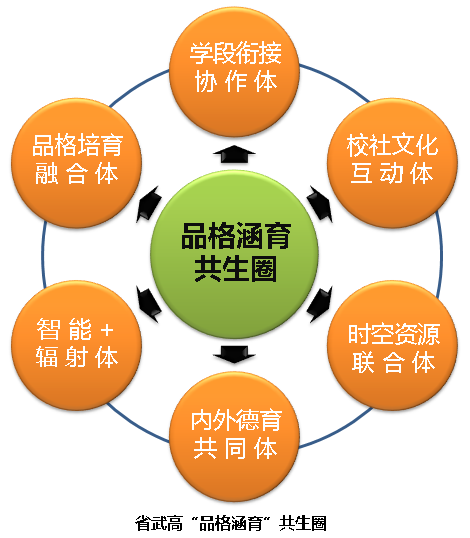 学段衔接
协作体
品格培育
融合体
校社文化
互动体
品格涵育
共生圈
智能+
辐射体
时空资源
联合体
内外德育
共同体
省武高“品格涵育”共生圈